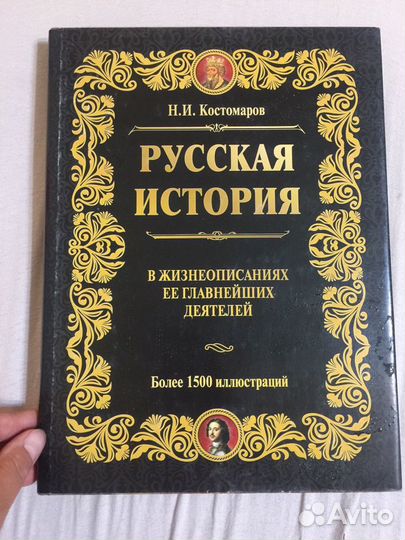 Н.И. Костомаров
РУССКАЯ
ИСТОРИЯ
В ЖИЗНЕОПИСАНИЯХ
ЕЕ ГЛАВНЕЙШИХ
ДЕЯТЕЛЕЙ
Более 1500 иллюстраций
Avito